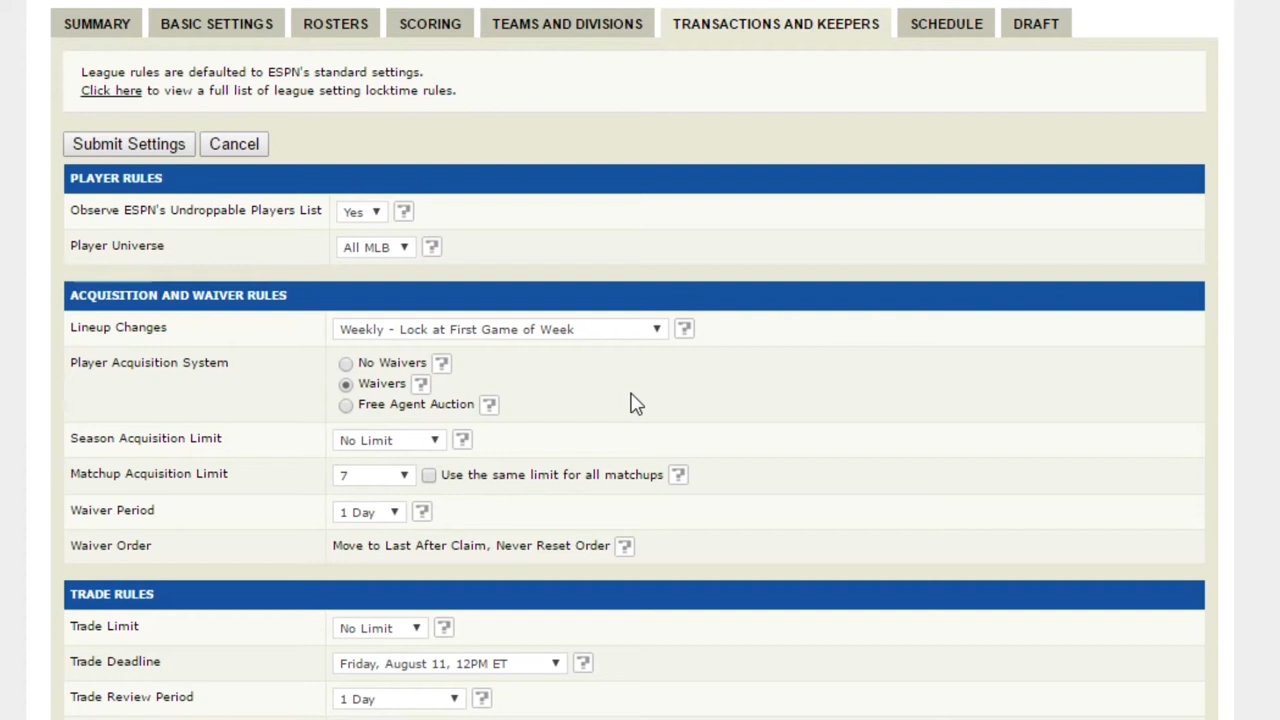 SUMMARY BASIC SETTINGS ROSTERS SCORING TEAMS AND DIVISIONS TRANSACTIONS AND KEEPERS SCHEDULE DRAFT
League rules are defaulted to ESPN's standard settings.
Click here to view a full list of league setting locktime rules.
Submit Settings Cancel
PLAYER RULES
Observe ESPN's Undroppable Players List Yes ▼ ?
Player Universe All MLB ▼ ?
ACQUISITION AND WAIVER RULES
Lineup Changes Weekly - Lock at First Game of Week ▼ ?
Player Acquisition System No Waivers ?
Waivers ?
Free Agent Auction ?
Season Acquisition Limit No Limit ▼ ?
Matchup Acquisition Limit 7 ▼ Use the same limit for all matchups ?
Waiver Period 1 Day ▼ ?
Waiver Order Move to Last After Claim, Never Reset Order ?
TRADE RULES
Trade Limit No Limit ▼ ?
Trade Deadline Friday, August 11, 12PM ET ▼ ?
Trade Review Period 1 Day ▼ ?